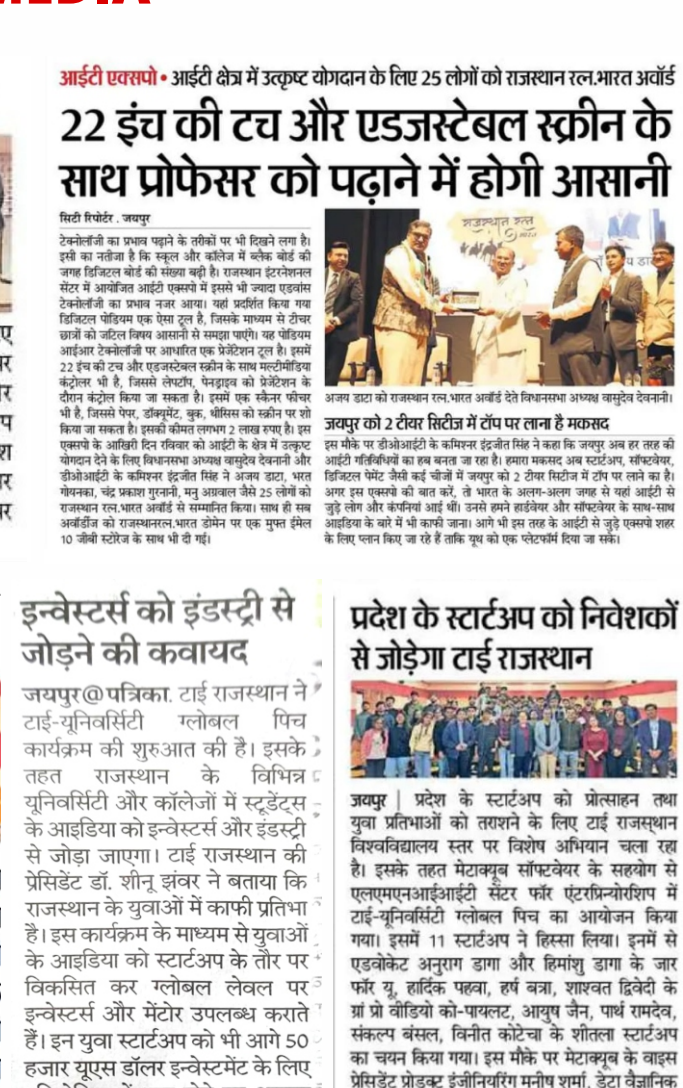 आईटी एक्सपो • आईटी क्षेत्र में उत्कृष्ट योगदान के लिए 25 लोगों को राजस्थान रत्न.भारत अवॉर्ड
22 इंच की टच और एडजस्टेबल स्क्रीन के
साथ प्रोफेसर को पढ़ाने में होगी आसानी
सिटी रिपोर्टर . जयपुर
टेक्नोलॉजी का प्रभाव पढ़ाने के तरीकों पर भी दिखने लगा है।
इसी का नतीजा है कि स्कूल और कॉलेज में ब्लैक बोर्ड की
जगह डिजिटल बोर्ड की संख्या बढ़ी है। राजस्थान इंटरनेशनल
सेंटर में आयोजित आईटी एक्सपो में इससे भी ज्यादा एडवांस
टेक्नोलॉजी का प्रभाव नजर आया। यहां प्रदर्शित किया गया
डिजिटल पोडियम एक ऐसा टूल है, जिसके माध्यम से टीचर
छात्रों को जटिल विषय आसानी से समझा पाएंगे। यह पोडियम
आईआर टेक्नोलॉजी पर आधारित एक प्रेजेंटेशन टूल है। इसमें
22 इंच की टच और एडजस्टेबल स्क्रीन के साथ मल्टीमीडिया
कंट्रोलर भी है, जिससे लेपटॉप, पेनड्राइव को प्रेजेंटेशन के
दौरान कंट्रोल किया जा सकता है। इसमें एक स्कैनर फीचर
भी है, जिससे पेपर, डॉक्यूमेंट, बुक, थीसिस को स्क्रीन पर शो
किया जा सकता है। इसकी कीमत लगभग 2 लाख रुपए है। इस
एक्सपो के आखिरी दिन रविवार को आईटी के क्षेत्र में उत्कृष्ट
योगदान देने के लिए विधानसभा अध्यक्ष वासुदेव देवनानी और
डीओआईटी के कमिश्नर इंद्रजीत सिंह ने अजय डाटा, भरत
गोयनका, चंद्र प्रकाश गुरनानी, मनु अग्रवाल जैसे 25 लोगों को
राजस्थान रत्न.भारत अवॉर्ड से सम्मानित किया। साथ ही सब
अवॉर्डीज को राजस्थानरत्न.भारत डोमेन पर एक मुफ्त ईमेल
10 जीबी स्टोरेज के साथ भी दी गई।
राजस्थान रत्न
भारत
अजय डाटा को राजस्थान रत्न.भारत अवॉर्ड देते विधानसभा अध्यक्ष वासुदेव देवनानी।
जयपुर को 2 टीयर सिटीज में टॉप पर लाना है मकसद
इस मौके पर डीओआईटी के कमिश्नर इंद्रजीत सिंह ने कहा कि जयपुर अब हर तरह की
आईटी गतिविधियों का हब बनता जा रहा है। हमारा मकसद अब स्टार्टअप, सॉफ्टवेयर,
डिजिटल पेमेंट जैसी कई चीजों में जयपुर को 2 टियर सिटीज में टॉप पर लाने का है।
अगर इस एक्सपो की बात करें, तो भारत के अलग-अलग जगह से यहां आईटी से
जुड़े लोग और कंपनियां आई थीं। उनसे हमने हार्डवेयर और सॉफ्टवेयर के साथ-साथ
आइडिया के बारे में भी काफी जाना। आगे भी इस तरह के आईटी से जुड़े एक्सपो शहर
के लिए प्लान किए जा रहे हैं ताकि यूथ को एक प्लेटफॉर्म दिया जा सके।
इन्वेस्टर्स को इंडस्ट्री से
जोड़ने की कवायद
जयपुर@पत्रिका. टाई राजस्थान ने
टाई-यूनिवर्सिटी ग्लोबल पिच
कार्यक्रम की शुरुआत की है। इसके
तहत राजस्थान के विभिन्न
यूनिवर्सिटी और कॉलेजों में स्टूडेंट्स
के आइडिया को इन्वेस्टर्स और इंडस्ट्री
से जोड़ा जाएगा। टाई राजस्थान की
प्रेसिडेंट डॉ. शीनू झंवर ने बताया कि
राजस्थान के युवाओं में काफी प्रतिभा
है। इस कार्यक्रम के माध्यम से युवाओं
के आइडिया को स्टार्टअप के तौर पर
विकसित कर ग्लोबल लेवल पर
इन्वेस्टर्स और मेंटोर उपलब्ध कराते
हैं। इन युवा स्टार्टअप को भी आगे 50
हजार यूएस डॉलर इन्वेस्टमेंट के लिए
प्रदेश के स्टार्टअप को निवेशकों
से जोड़ेगा टाई राजस्थान
जयपुर | प्रदेश के स्टार्टअप को प्रोत्साहन तथा
युवा प्रतिभाओं को तराशने के लिए टाई राजस्थान
विश्वविद्यालय स्तर पर विशेष अभियान चला रहा
है। इसके तहत मेटाक्यूब सॉफ्टवेयर के सहयोग से
एलएमएनआईआईटी सेंटर फॉर एंटरप्रिन्योरशिप में
टाई-यूनिवर्सिटी ग्लोबल पिच का आयोजन किया
गया। इसमें 11 स्टार्टअप ने हिस्सा लिया। इनमें से
एडवोकेट अनुराग डागा और हिमांशु डागा के जार
फॉर यू, हार्दिक पहवा, हर्ष बत्रा, शाश्वत द्विवेदी के
ग्रां प्रो वीडियो को-पायलट, आयुष जैन, पार्थ रामदेव,
संकल्प बंसल, विनीत कोटेचा के शीतला स्टार्टअप
का चयन किया गया। इस मौके पर मेटाक्यूब के वाइस
प्रेसिडेंट प्रोडक्ट इंजीनियरिंग मनीष शर्मा, डेटा वैज्ञानिक